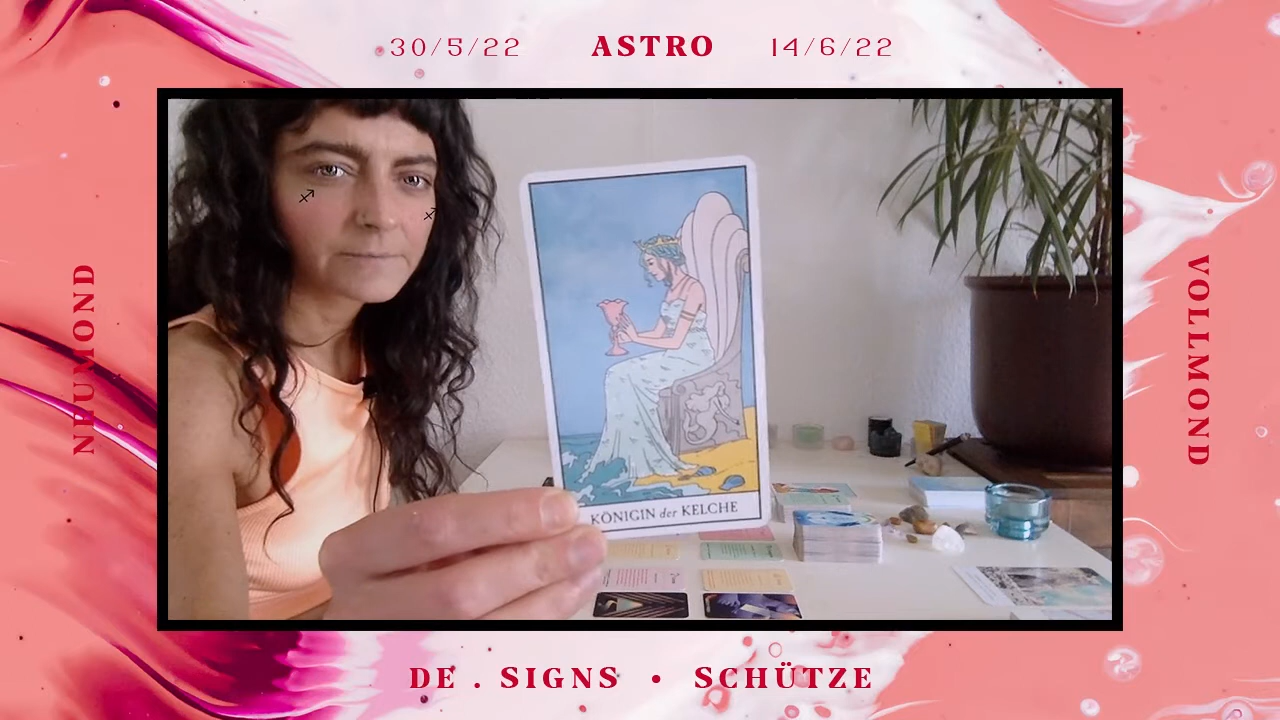 30/5/22 ASTRO 14/6/22
NEUMOND
VOLLMOND
KÖNIGIN der KELCHE
DE . SIGNS • SCHÜTZE